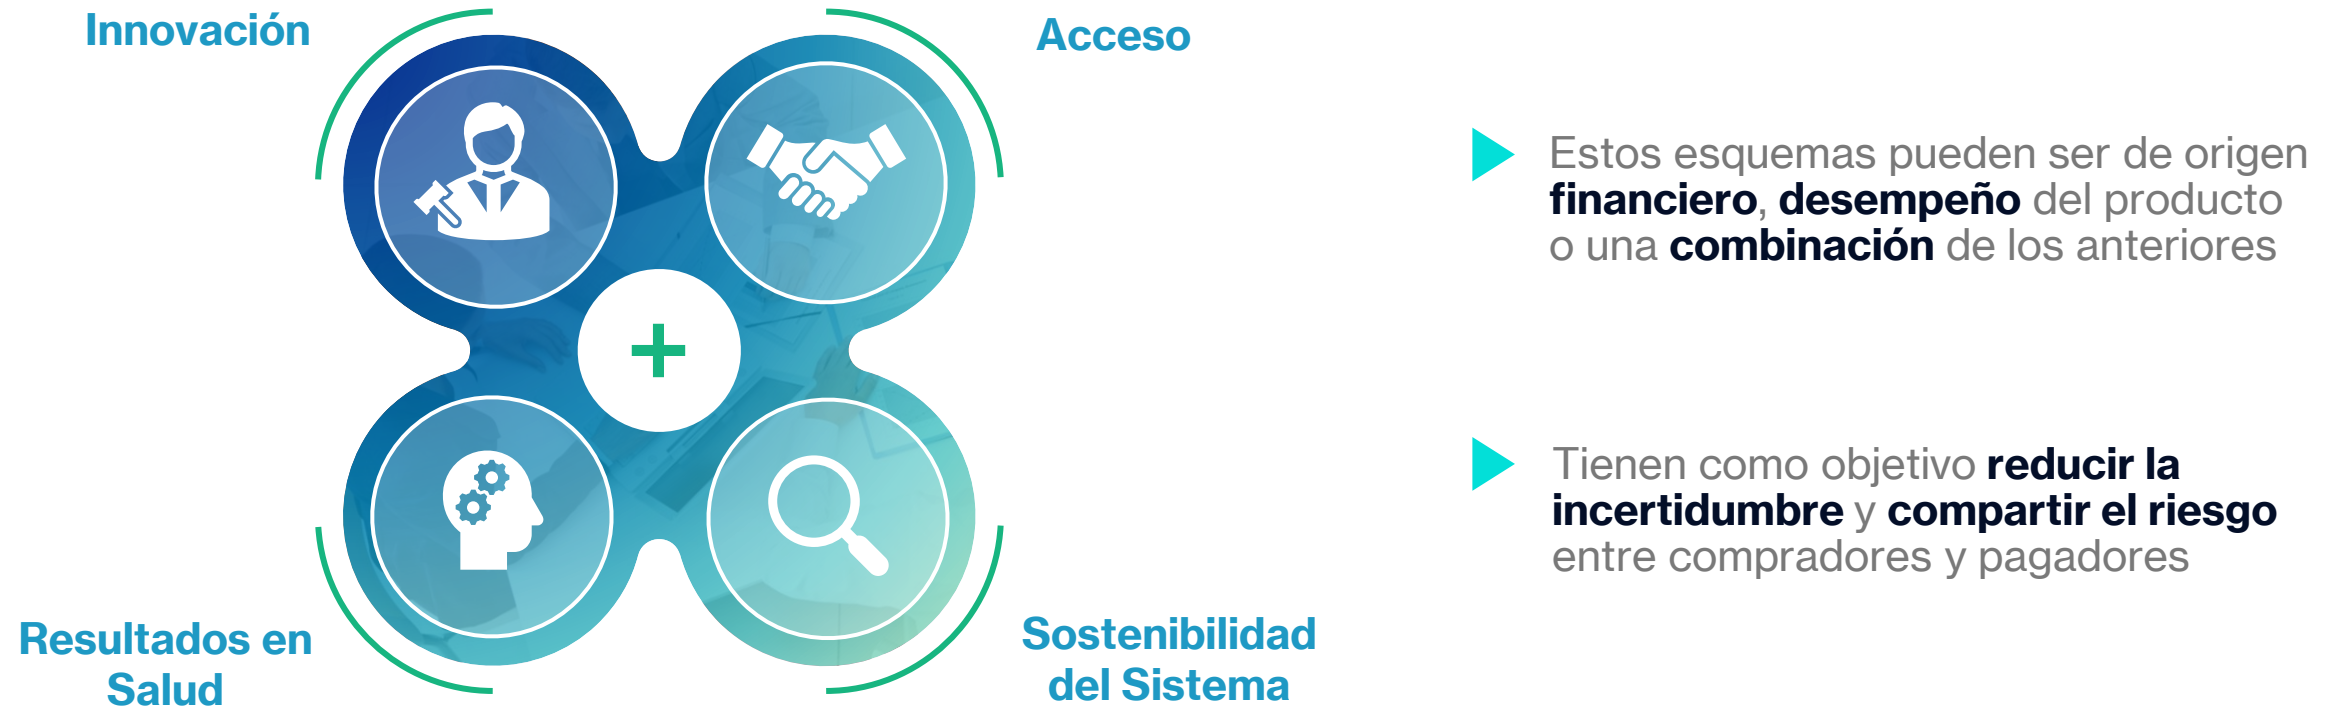 Innovación
Acceso
Resultados en
Salud
Sostenibilidad
del Sistema
Estos esquemas pueden ser de origen
financiero, desempeño del producto
o una combinación de los anteriores
Tienen como objetivo reducir la
incertidumbre y compartir el riesgo
entre compradores y pagadores